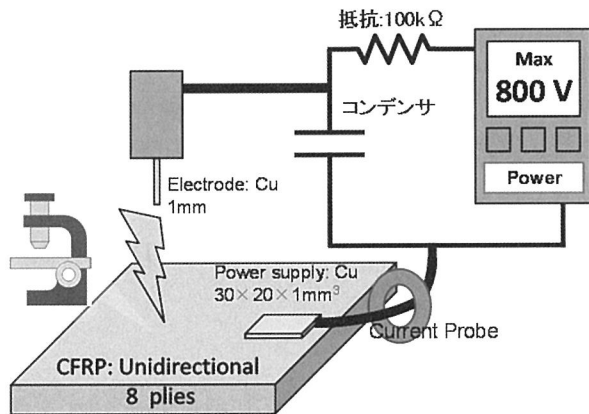 抵抗:100kΩ
Max
800 V
Power
コンデンサ
Electrode: Cu
1mm
Power supply: Cu
30×20×1mm³
Current Probe
CFRP: Unidirectional
8 plies